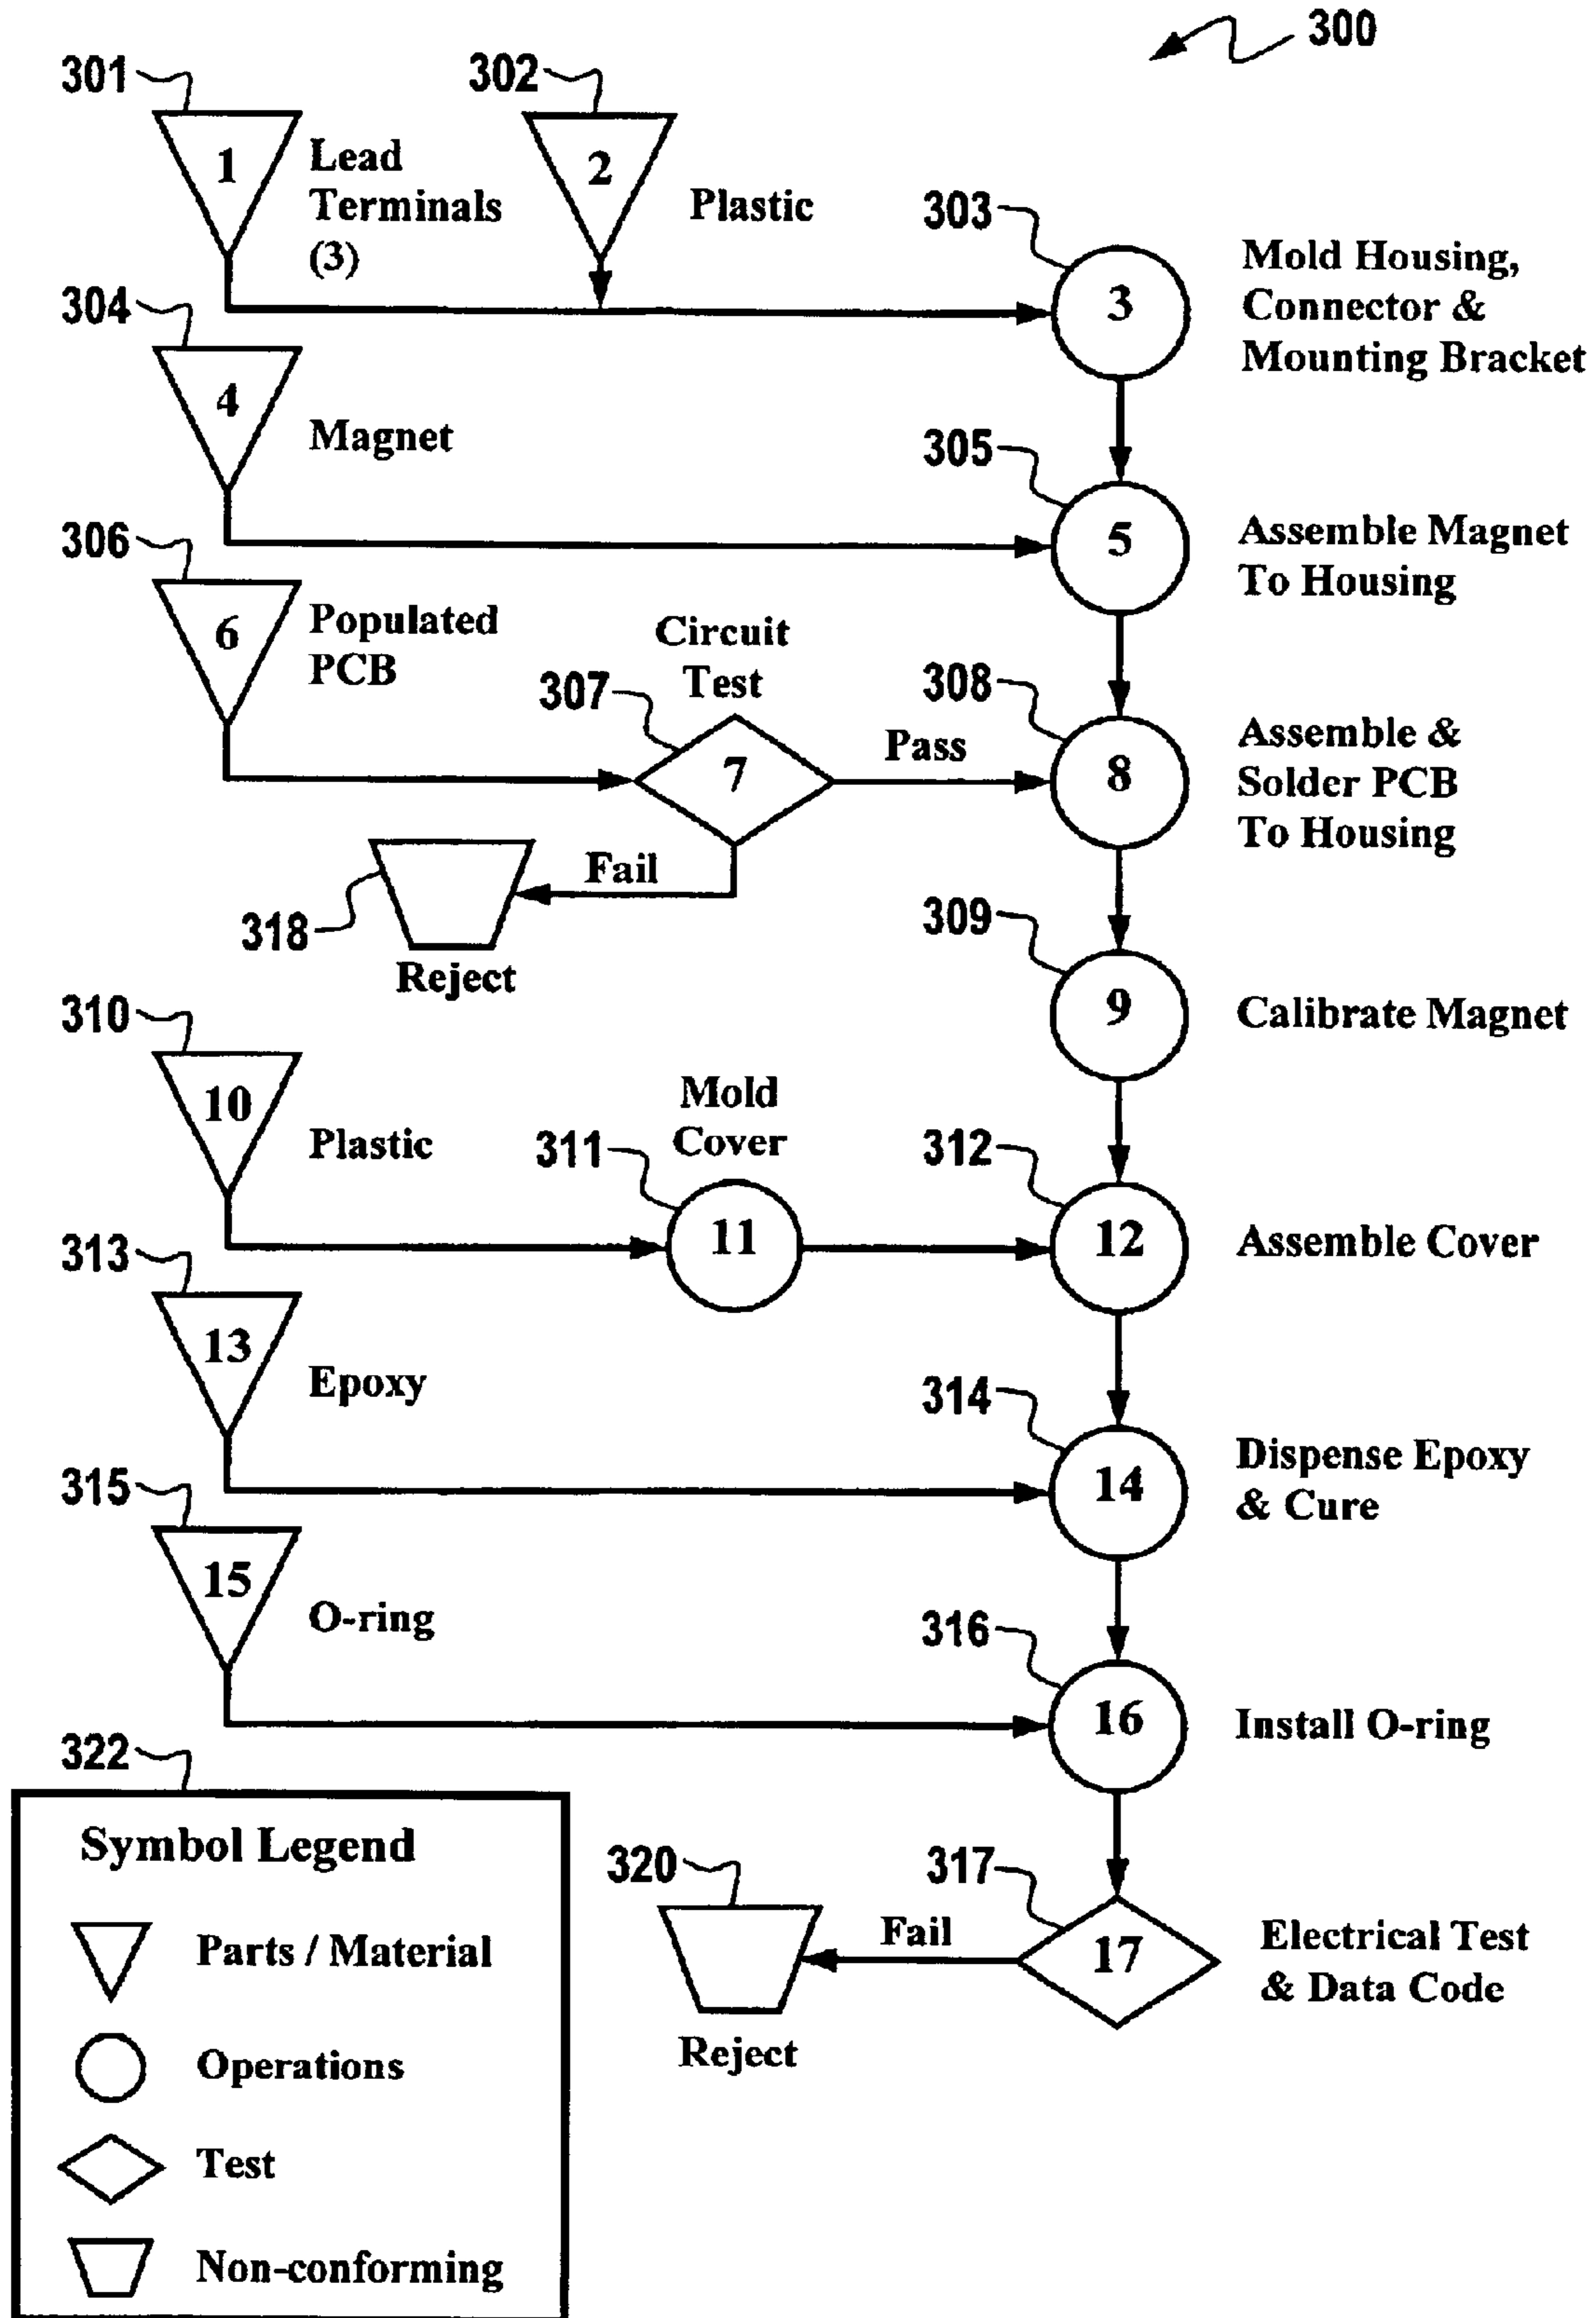 300
301
302
1
Lead
Terminals
(3)
2
Plastic
303
3
Mold Housing,
Connector &
Mounting Bracket
304
4
Magnet
305
5
Assemble Magnet
To Housing
306
6
Populated
PCB
307
Circuit
Test
7
Pass
308
8
Assemble &
Solder PCB
To Housing
Fail
318
Reject
309
9
Calibrate Magnet
310
10
Plastic
311
Mold
Cover
11
312
12
Assemble Cover
313
13
Epoxy
314
14
Dispense Epoxy
& Cure
315
15
O-ring
316
16
Install O-ring
322
Symbol Legend
Parts / Material
Operations
Test
Non-conforming
320
Reject
Fail
317
17
Electrical Test
& Data Code